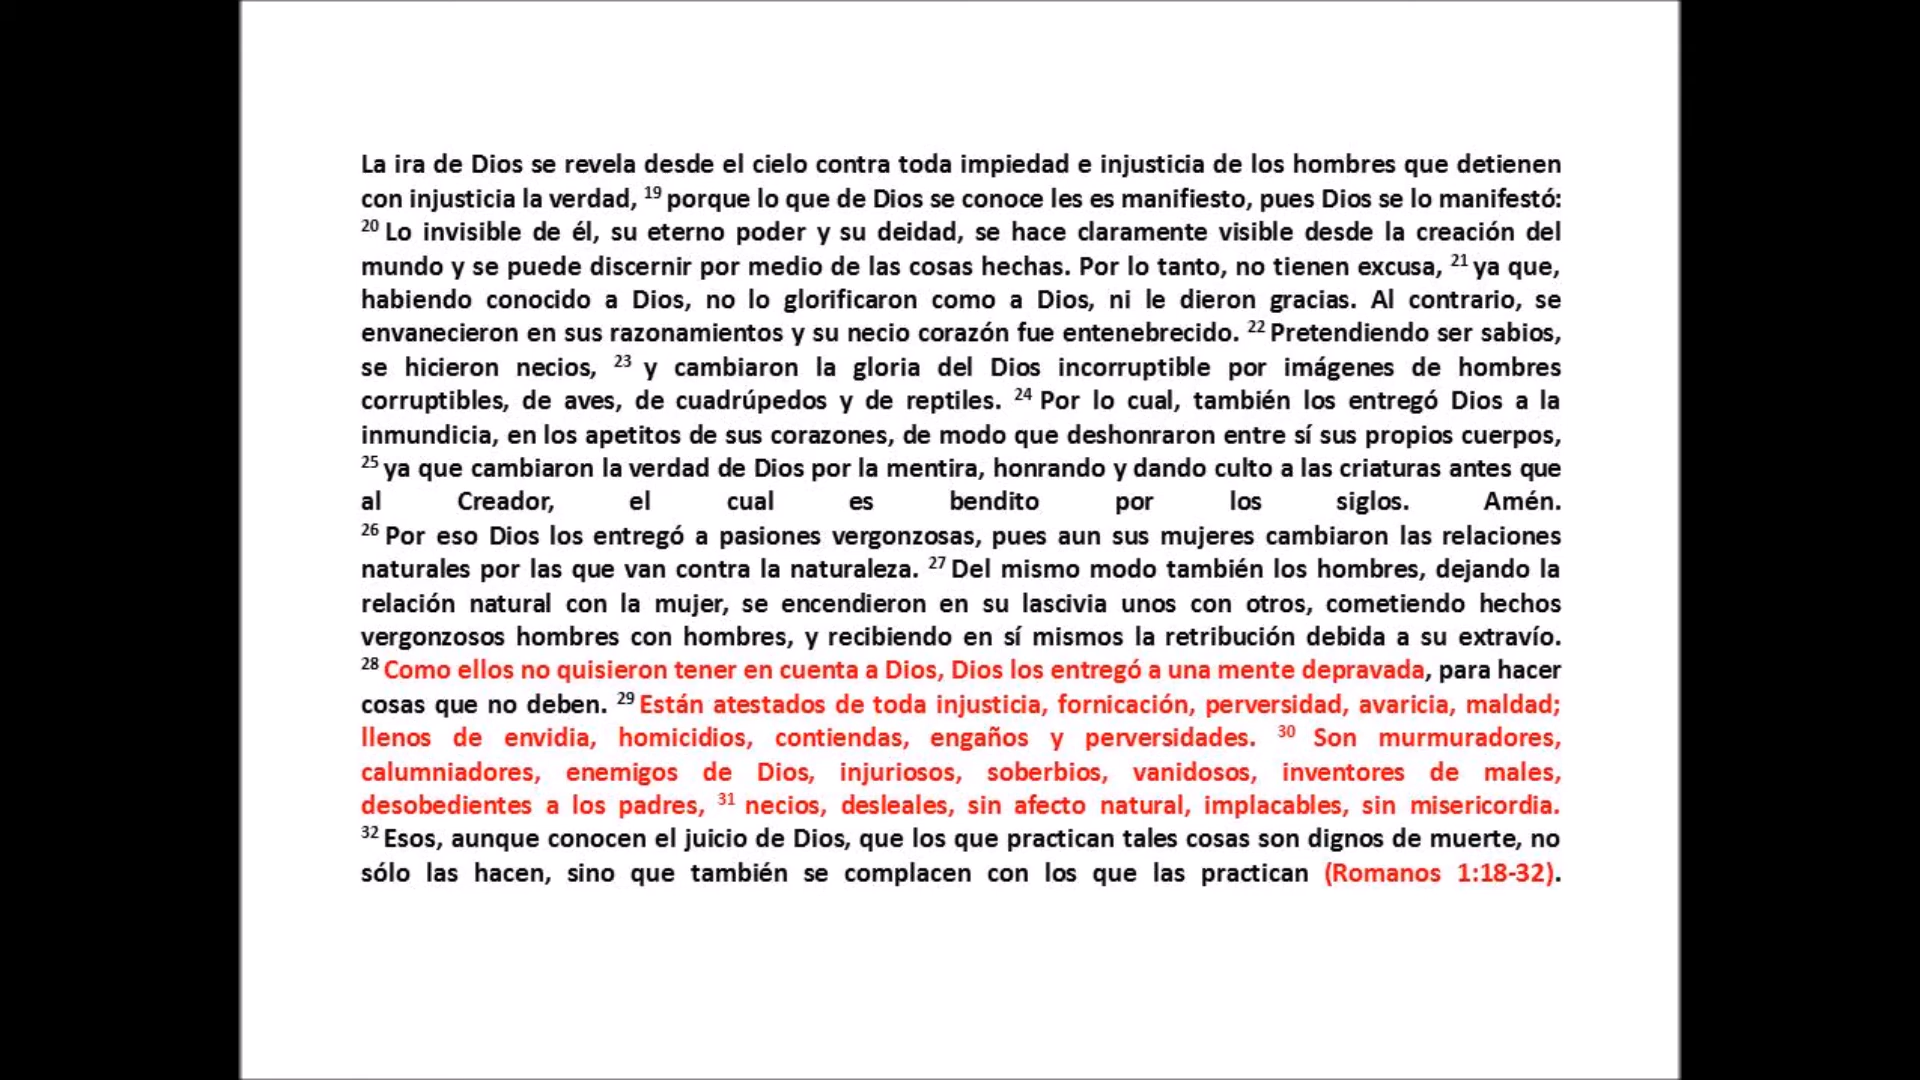 La ira de Dios se revela desde el cielo contra toda impiedad e injusticia de los hombres que detienen
con injusticia la verdad, 19 porque lo que de Dios se conoce les es manifiesto, pues Dios se lo manifestó:
20 Lo invisible de él, su eterno poder y su deidad, se hace claramente visible desde la creación del
mundo y se puede discernir por medio de las cosas hechas. Por lo tanto, no tienen excusa, 21 ya que,
habiendo conocido a Dios, no lo glorificaron como a Dios, ni le dieron gracias. Al contrario, se
envanecieron en sus razonamientos y su necio corazón fue entenebrecido. 22 Pretendiendo ser sabios,
se hicieron necios, 23 y cambiaron la gloria del Dios incorruptible por imágenes de hombres
corruptibles, de aves, de cuadrúpedos y de reptiles. 24 Por lo cual, también los entregó Dios a la
inmundicia, en los apetitos de sus corazones, de modo que deshonraron entre sí sus propios cuerpos,
25 ya que cambiaron la verdad de Dios por la mentira, honrando y dando culto a las criaturas antes que
al Creador, el cual es bendito por los siglos. Amén.
26 Por eso Dios los entregó a pasiones vergonzosas, pues aun sus mujeres cambiaron las relaciones
naturales por las que van contra la naturaleza. 27 Del mismo modo también los hombres, dejando la
relación natural con la mujer, se encendieron en su lascivia unos con otros, cometiendo hechos
vergonzosos hombres con hombres, y recibiendo en sí mismos la retribución debida a su extravío.
28 Como ellos no quisieron tener en cuenta a Dios, Dios los entregó a una mente depravada, para hacer
cosas que no deben. 29 Están atestados de toda injusticia, fornicación, perversidad, avaricia, maldad;
llenos de envidia, homicidios, contiendas, engaños y perversidades. 30 Son murmuradores,
calumniadores, enemigos de Dios, injuriosos, soberbios, vanidosos, inventores de males,
desobedientes a los padres, 31 necios, desleales, sin afecto natural, implacables, sin misericordia.
32 Esos, aunque conocen el juicio de Dios, que los que practican tales cosas son dignos de muerte, no
sólo las hacen, sino que también se complacen con los que las practican (Romanos 1:18-32).